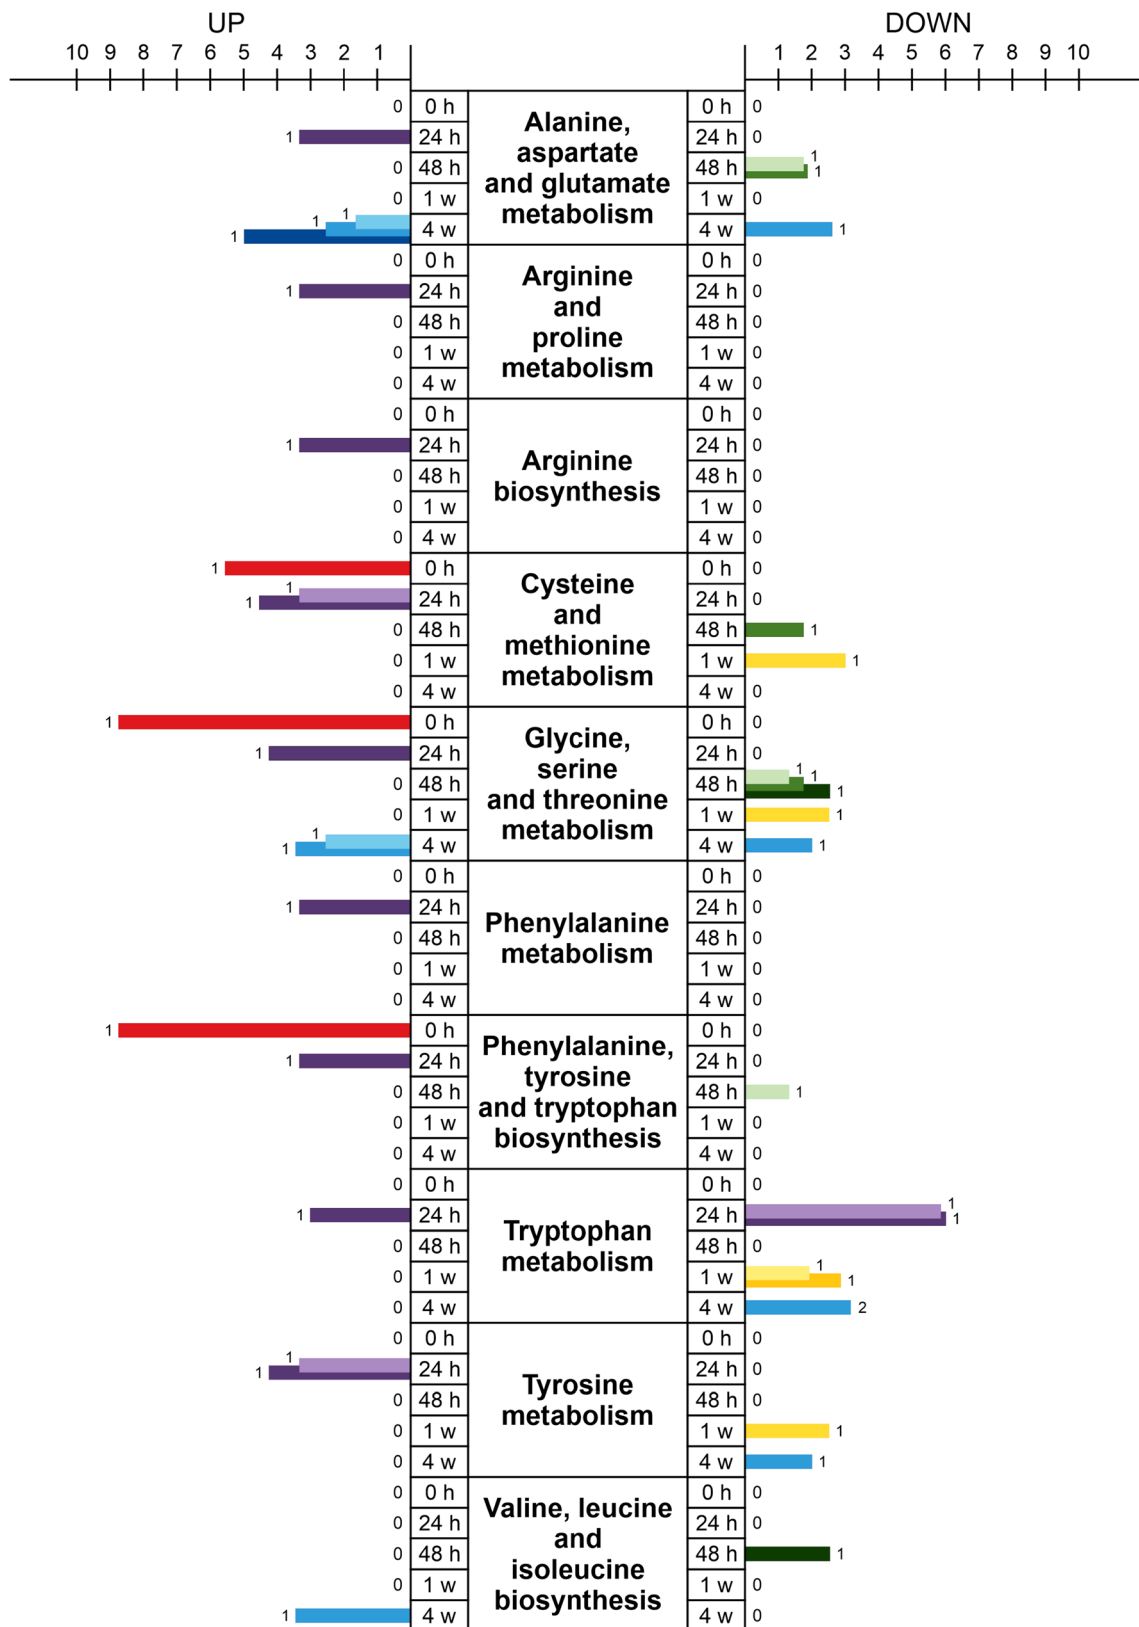 UP DOWN
10 9 8 7 6 5 4 3 2 1 1 2 3 4 5 6 7 8 9 10
Alanine,
aspartate
and glutamate
metabolism
0 0 h 0 h 0
1 24 h 24 h 0
0 48 h 48 h 1 1
0 1 w 1 w 0
1 1 1 4 w 4 w 1
Arginine
and
proline
metabolism
0 0 h 0 h 0
1 24 h 24 h 0
0 48 h 48 h 0
0 1 w 1 w 0
0 4 w 4 w 0
Arginine
biosynthesis
0 0 h 0 h 0
1 24 h 24 h 0
0 48 h 48 h 0
0 1 w 1 w 0
0 4 w 4 w 0
Cysteine
and
methionine
metabolism
1 0 h 0 h 0
1 1 24 h 24 h 0
0 48 h 48 h 1
0 1 w 1 w 1
0 4 w 4 w 0
Glycine,
serine
and threonine
metabolism
1 0 h 0 h 0
1 24 h 24 h 0
0 48 h 48 h 1 1 1
0 1 w 1 w 1
1 1 4 w 4 w 1
Phenylalanine
metabolism
0 0 h 0 h 0
1 24 h 24 h 0
0 48 h 48 h 0
0 1 w 1 w 0
0 4 w 4 w 0
Phenylalanine,
tyrosine
and tryptophan
biosynthesis
1 0 h 0 h 0
1 24 h 24 h 0
0 48 h 48 h 1
0 1 w 1 w 0
0 4 w 4 w 0
Tryptophan
metabolism
0 0 h 0 h 0
1 24 h 24 h 1 1
0 48 h 48 h 0
0 1 w 1 w 1 1
0 4 w 4 w 2
Tyrosine
metabolism
0 0 h 0 h 0
1 1 24 h 24 h 0
0 48 h 48 h 0
0 1 w 1 w 1
0 4 w 4 w 1
Valine, leucine
and
isoleucine
biosynthesis
0 0 h 0 h 0
0 24 h 24 h 0
0 48 h 48 h 1
0 1 w 1 w 0
1 4 w 4 w 0